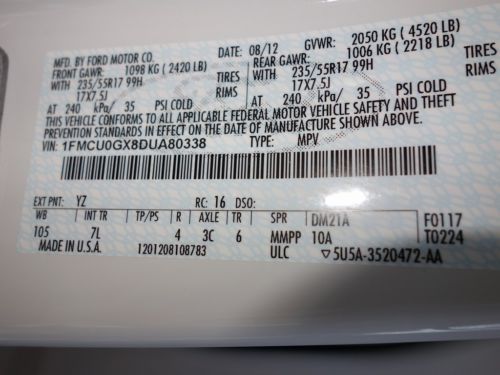 MFD. BY FORD MOTOR CO. DATE: 08/12 GVWR: 2050 KG ( 4520 LB)
FRONT GAWR: 1098 KG ( 2420 LB) REAR GAWR: 1006 KG ( 2218 LB)
WITH 235/55R17 99H TIRES WITH 235/55R17 99H TIRES
17X7.5J RIMS 17X7.5J RIMS
AT 240 kPa/ 35 PSI COLD AT 240 kPa/ 35 PSI COLD
THIS VEHICLE CONFORMS TO ALL APPLICABLE FEDERAL MOTOR VEHICLE SAFETY AND THEFT
PREVENTION STANDARDS IN EFFECT ON THE DATE OF MANUFACTURE SHOWN ABOVE.
VIN: 1FMCU0GX8DUA80338 TYPE: MPV
EXT PNT: YZ RC: 16 DSO:
WB INT TR TP/PS R AXLE TR SPR DM21A F0117
105 7L 4 3C 6 MMPP 10A T0224
MADE IN U.S.A. 1201208108783 ULC ▽5U5A-3520472-AA